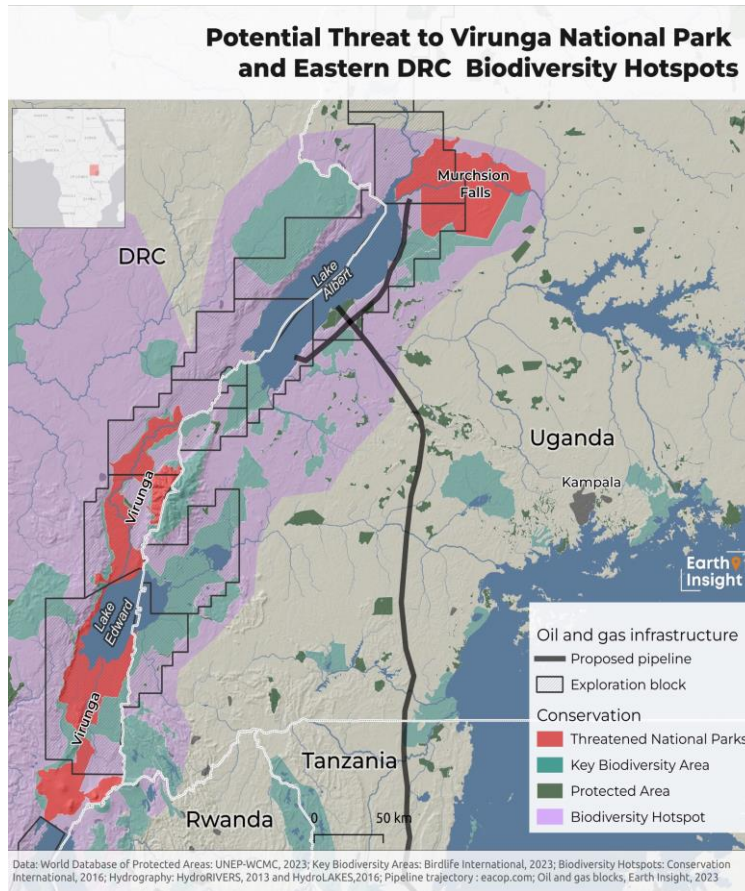 Potential Threat to Virunga National Park
and Eastern DRC Biodiversity Hotspots
Murchsion
Falls
DRC
Lake
Albert
Uganda
Kampala
Virunga
Lake
Edward
Virunga
Tanzania
Rwanda
0 50 km
Earth
Insight
Oil and gas infrastructure
Proposed pipeline
Exploration block
Conservation
Threatened National Parks
Key Biodiversity Area
Protected Area
Biodiversity Hotspot
Data: World Database of Protected Areas: UNEP-WCMC, 2023; Key Biodiversity Areas: Birdlife International, 2023; Biodiversity Hotspots: Conservation
International, 2016; Hydrography: HydroRIVERS, 2013 and HydroLAKES,2016; Pipeline trajectory : eacop.com; Oil and gas blocks, Earth Insight, 2023